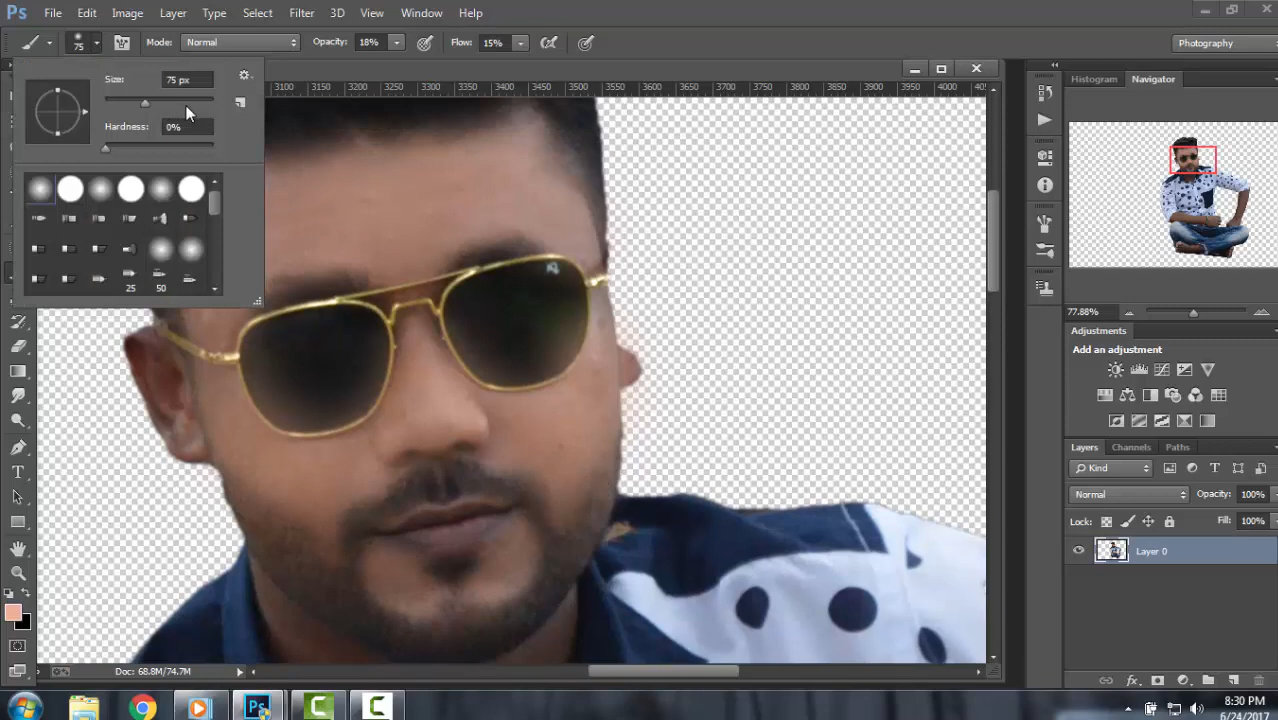 Ps File Edit Image Layer Type Select Filter 3D View Window Help
75 Mode: Normal Opacity: 18% Flow: 15% Photography
Size: 75 px
Hardness: 0%
25 50
3100 3150 3200 3250 3300 3350 3400 3450 3500 3550 3600 3650 3700 3750 3800 3850 3900 3950 40
Histogram Navigator
77.88%
Adjustments
Add an adjustment
Layers Channels Paths
Kind
Normal Opacity: 100%
Lock: Fill: 100%
Layer 0
Doc: 68.8M/74.7M
Ps C C 8:30 PM
6/24/2017